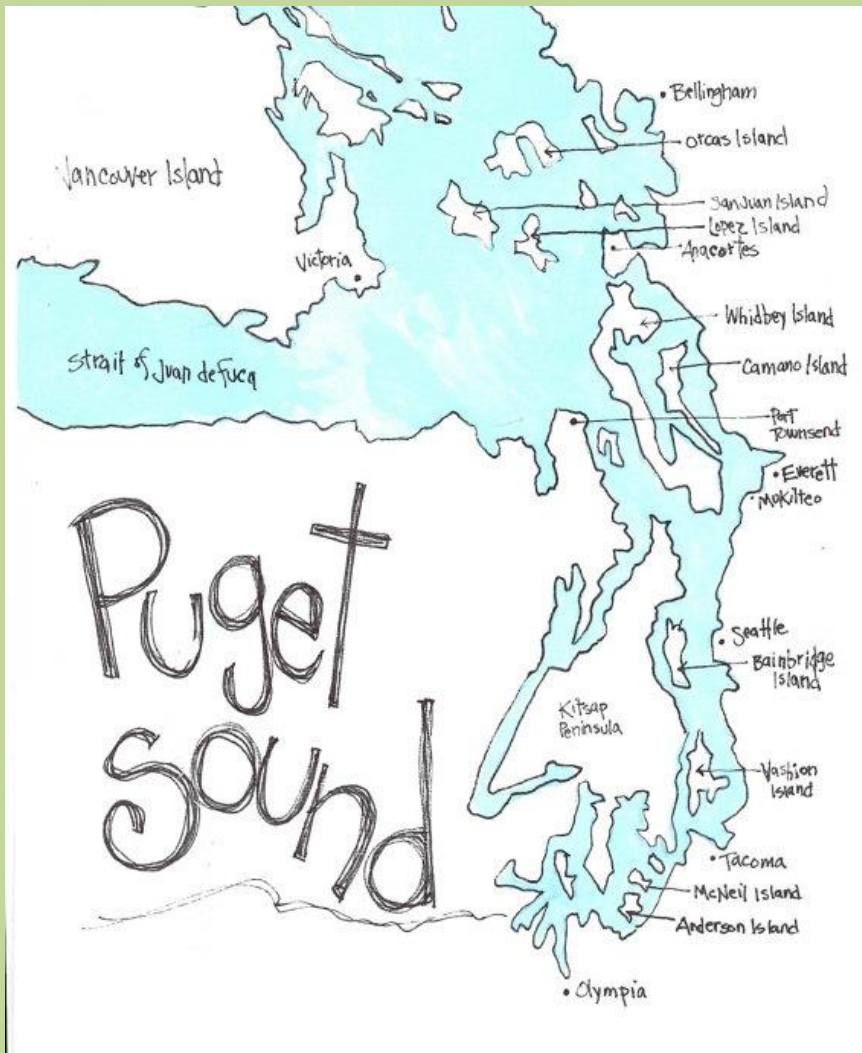 Bellingham
Orcas Island
Vancouver Island
San Juan Island
Lopez Island
Anacortes
Victoria
Whidbey Island
Strait of Juan de Fuca
Camano Island
Port
Townsend
Everett
Mukilteo
Puget
Sound
Seattle
Bainbridge
Island
Kitsap
Peninsula
Vashion
Island
Tacoma
McNeil Island
Anderson Island
Olympia